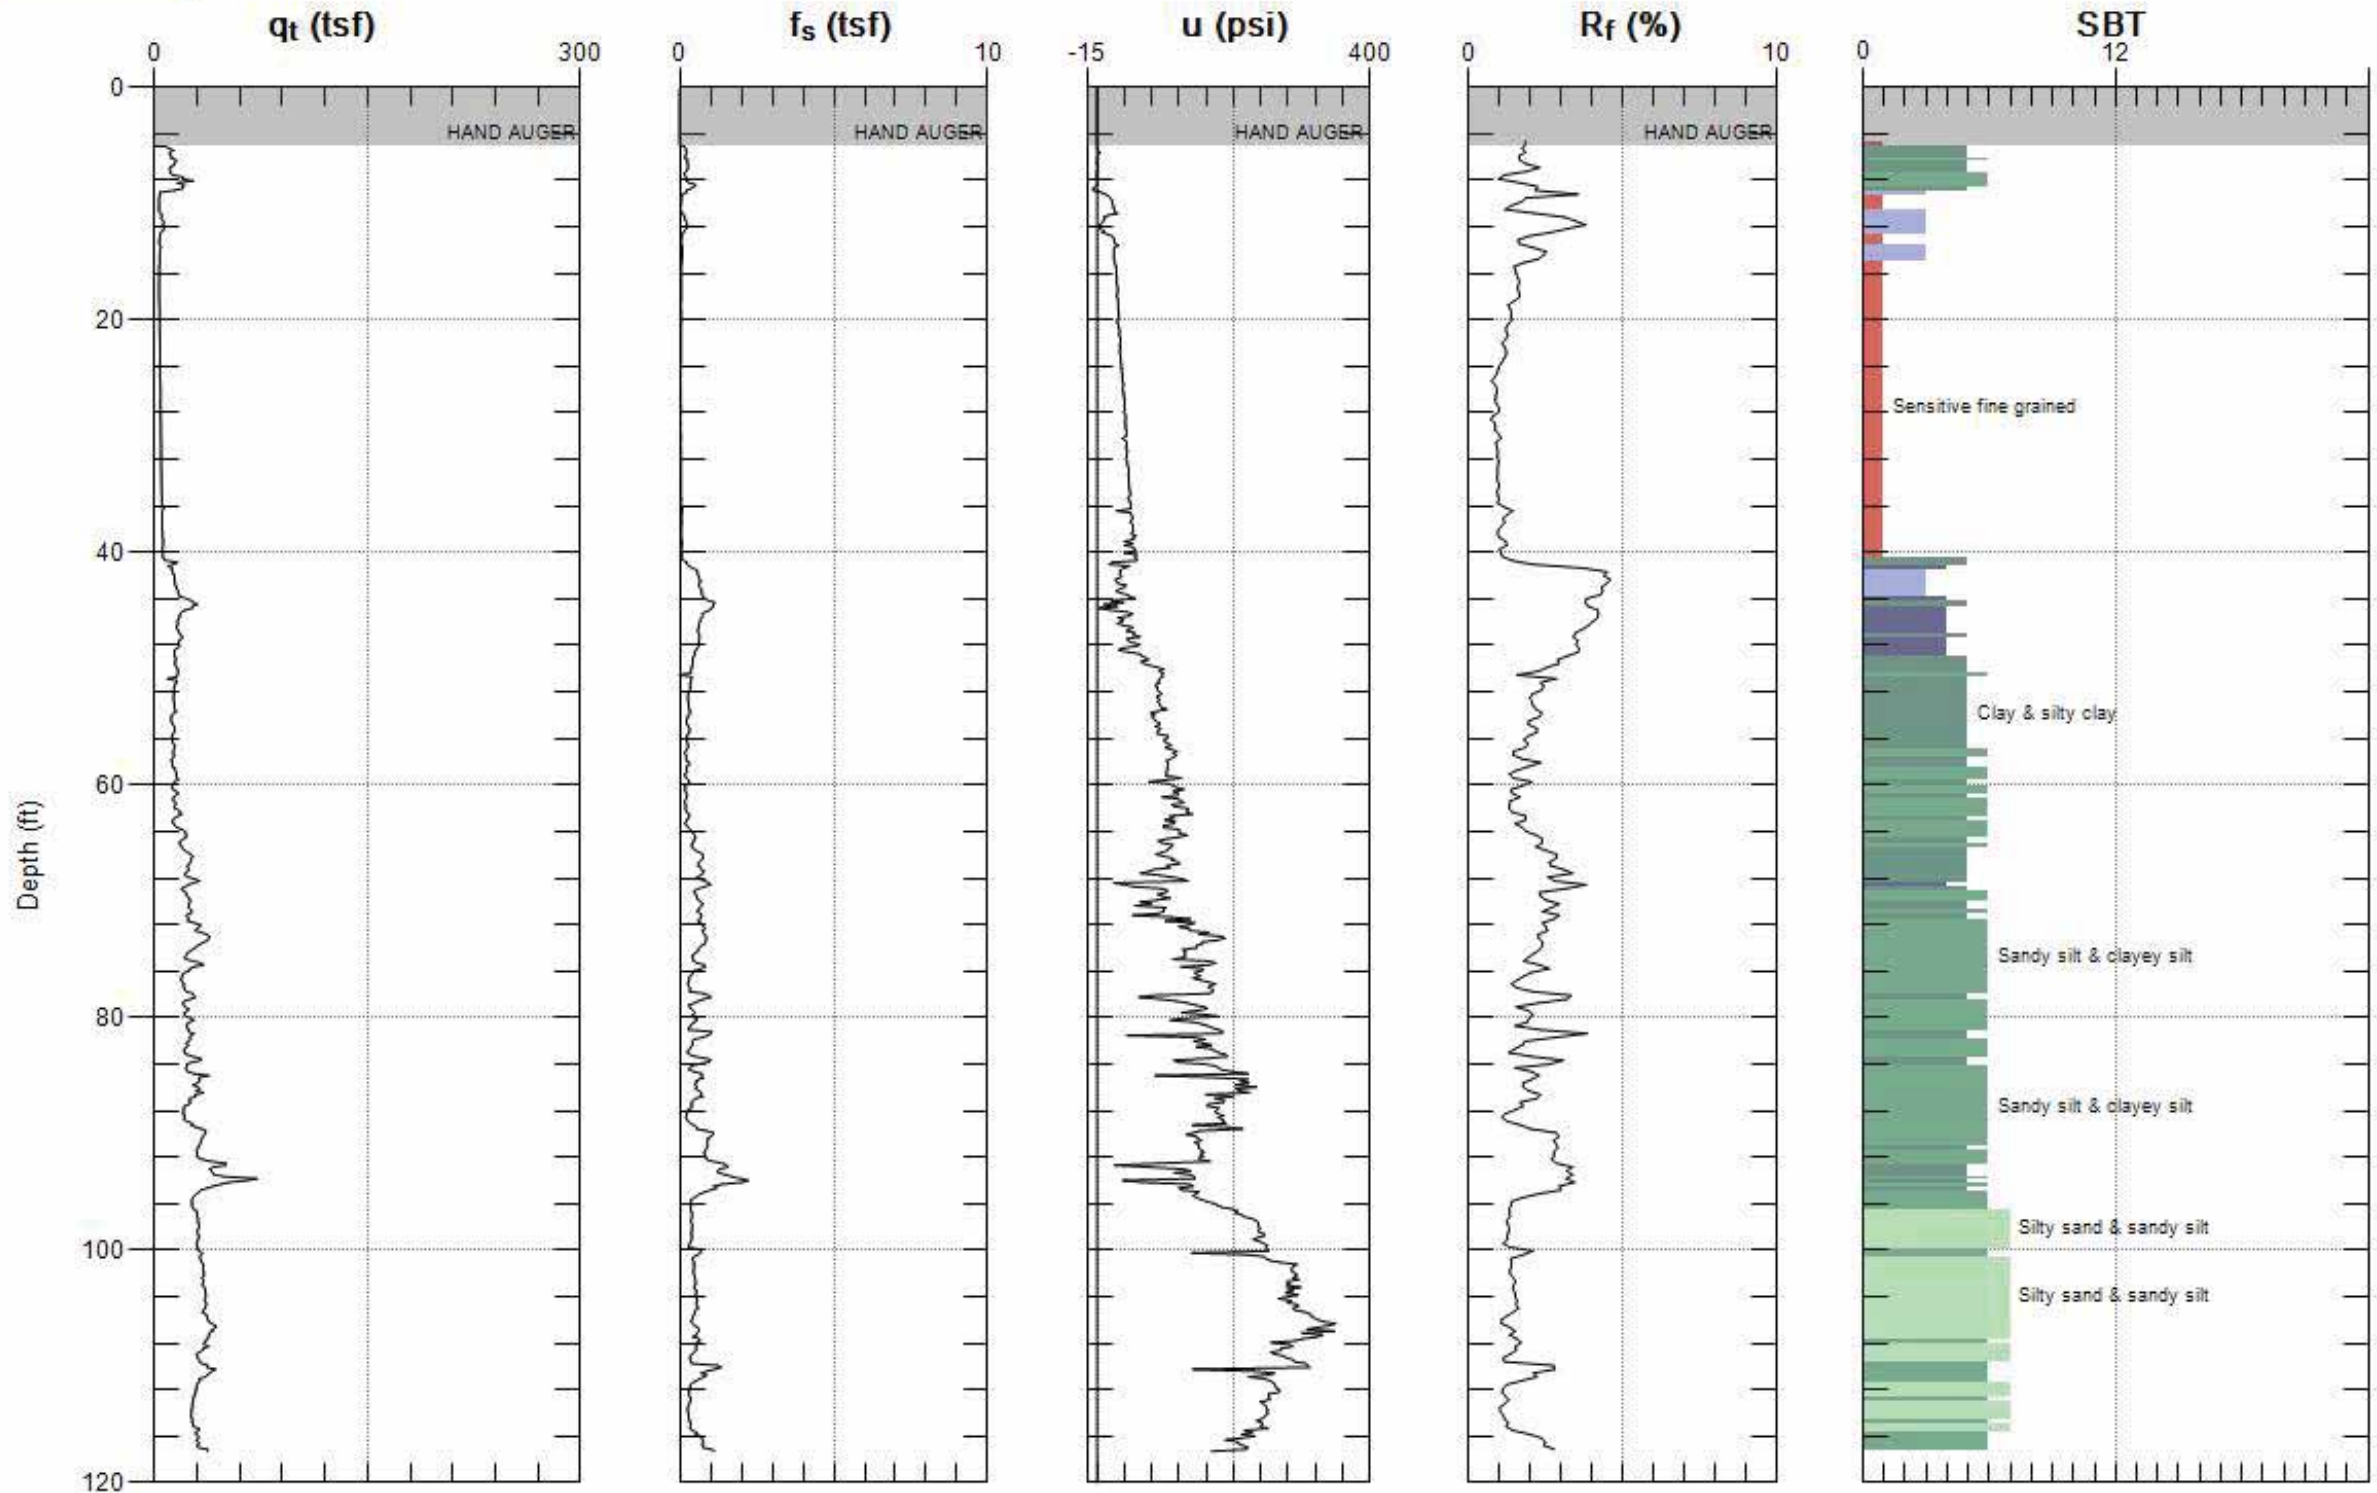 qt (tsf) fs (tsf) u (psi) Rf (%) SBT
0 300 0 10 -15 400 0 10 0 12
0
HAND AUGER HAND AUGER HAND AUGER HAND AUGER
20
Sensitive fine grained
40
Clay & silty clay
60
Depth (ft)
Sandy silt & clayey silt
80
Sandy silt & clayey silt
Silty sand & sandy silt
100
Silty sand & sandy silt
120